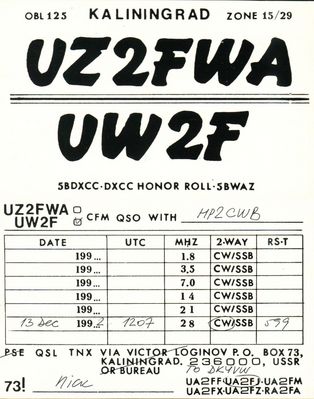 OBL 125 KALININGRAD ZONE 15/29
UZ2FWA
UW2F
5BDXCC·DXCC HONOR ROLL·5BWAZ
UZ2FWA
UW2F CFM QSO WITH HP2CWB
DATE UTC MHZ 2-WAY RS-T
199... 1.8 CW/SSB
199... 3,5 CW/SSB
199... 7.0 CW/SSB
199... 14 CW/SSB
199... 21 CW/SSB
13 Dec 199 1207 28 CW/SSB 599
PSE QSL TNX VIA VICTOR LOGINOV P.O. BOX 73,
KALININGRAD, 236000, USSR
OR BUREAU TO DK4VW
73! Nick UA2FF·UA2FJ·UA2FM
UA2FX·UA2FZ·RA2FA